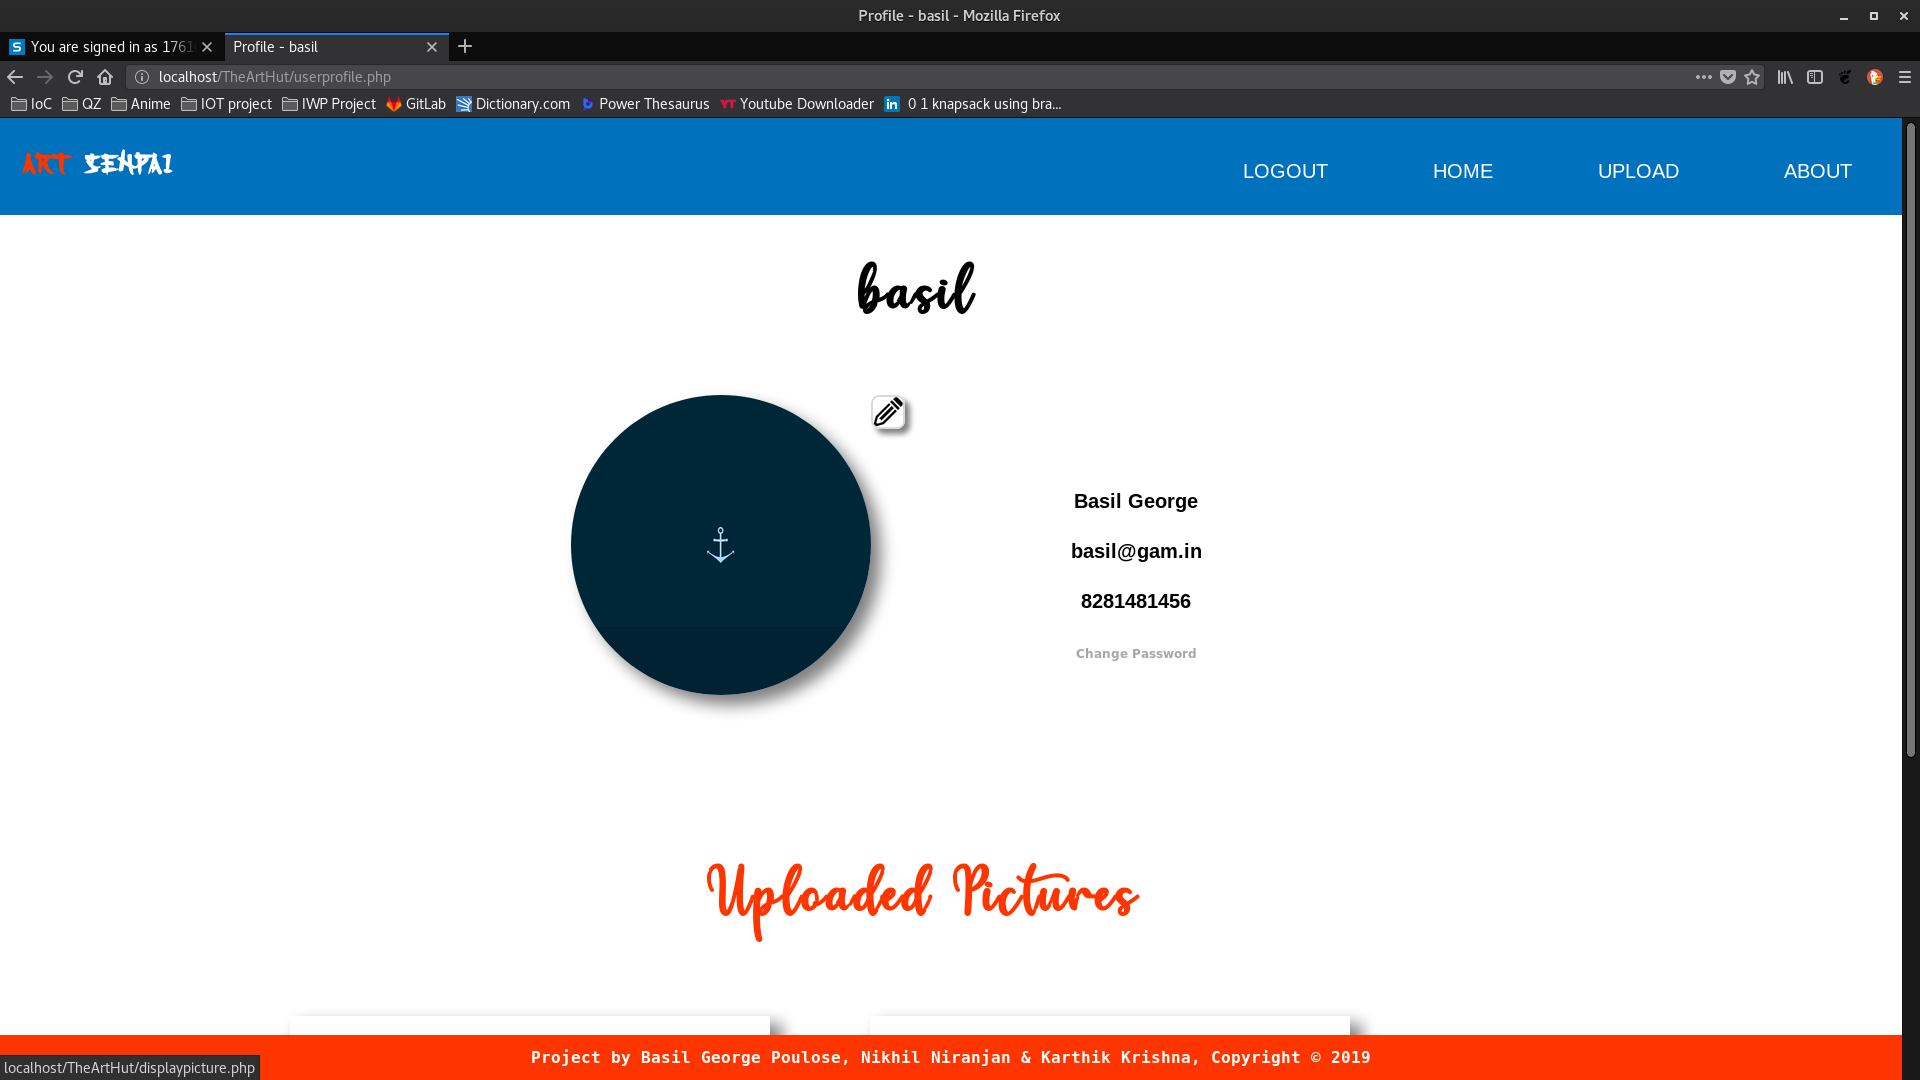 Profile - basil - Mozilla Firefox
You are signed in as 1761
Profile - basil
localhost/TheArtHut/userprofile.php
IoC QZ Anime IOT project IWP Project GitLab Dictionary.com Power Thesaurus YT Youtube Downloader in 0 1 knapsack using bra...
ART SENPAI
LOGOUT HOME UPLOAD ABOUT
basil
Basil George
basil@gam.in
8281481456
Change Password
Uploaded Pictures
Project by Basil George Poulose, Nikhil Niranjan & Karthik Krishna, Copyright © 2019
localhost/TheArtHut/displaypicture.php